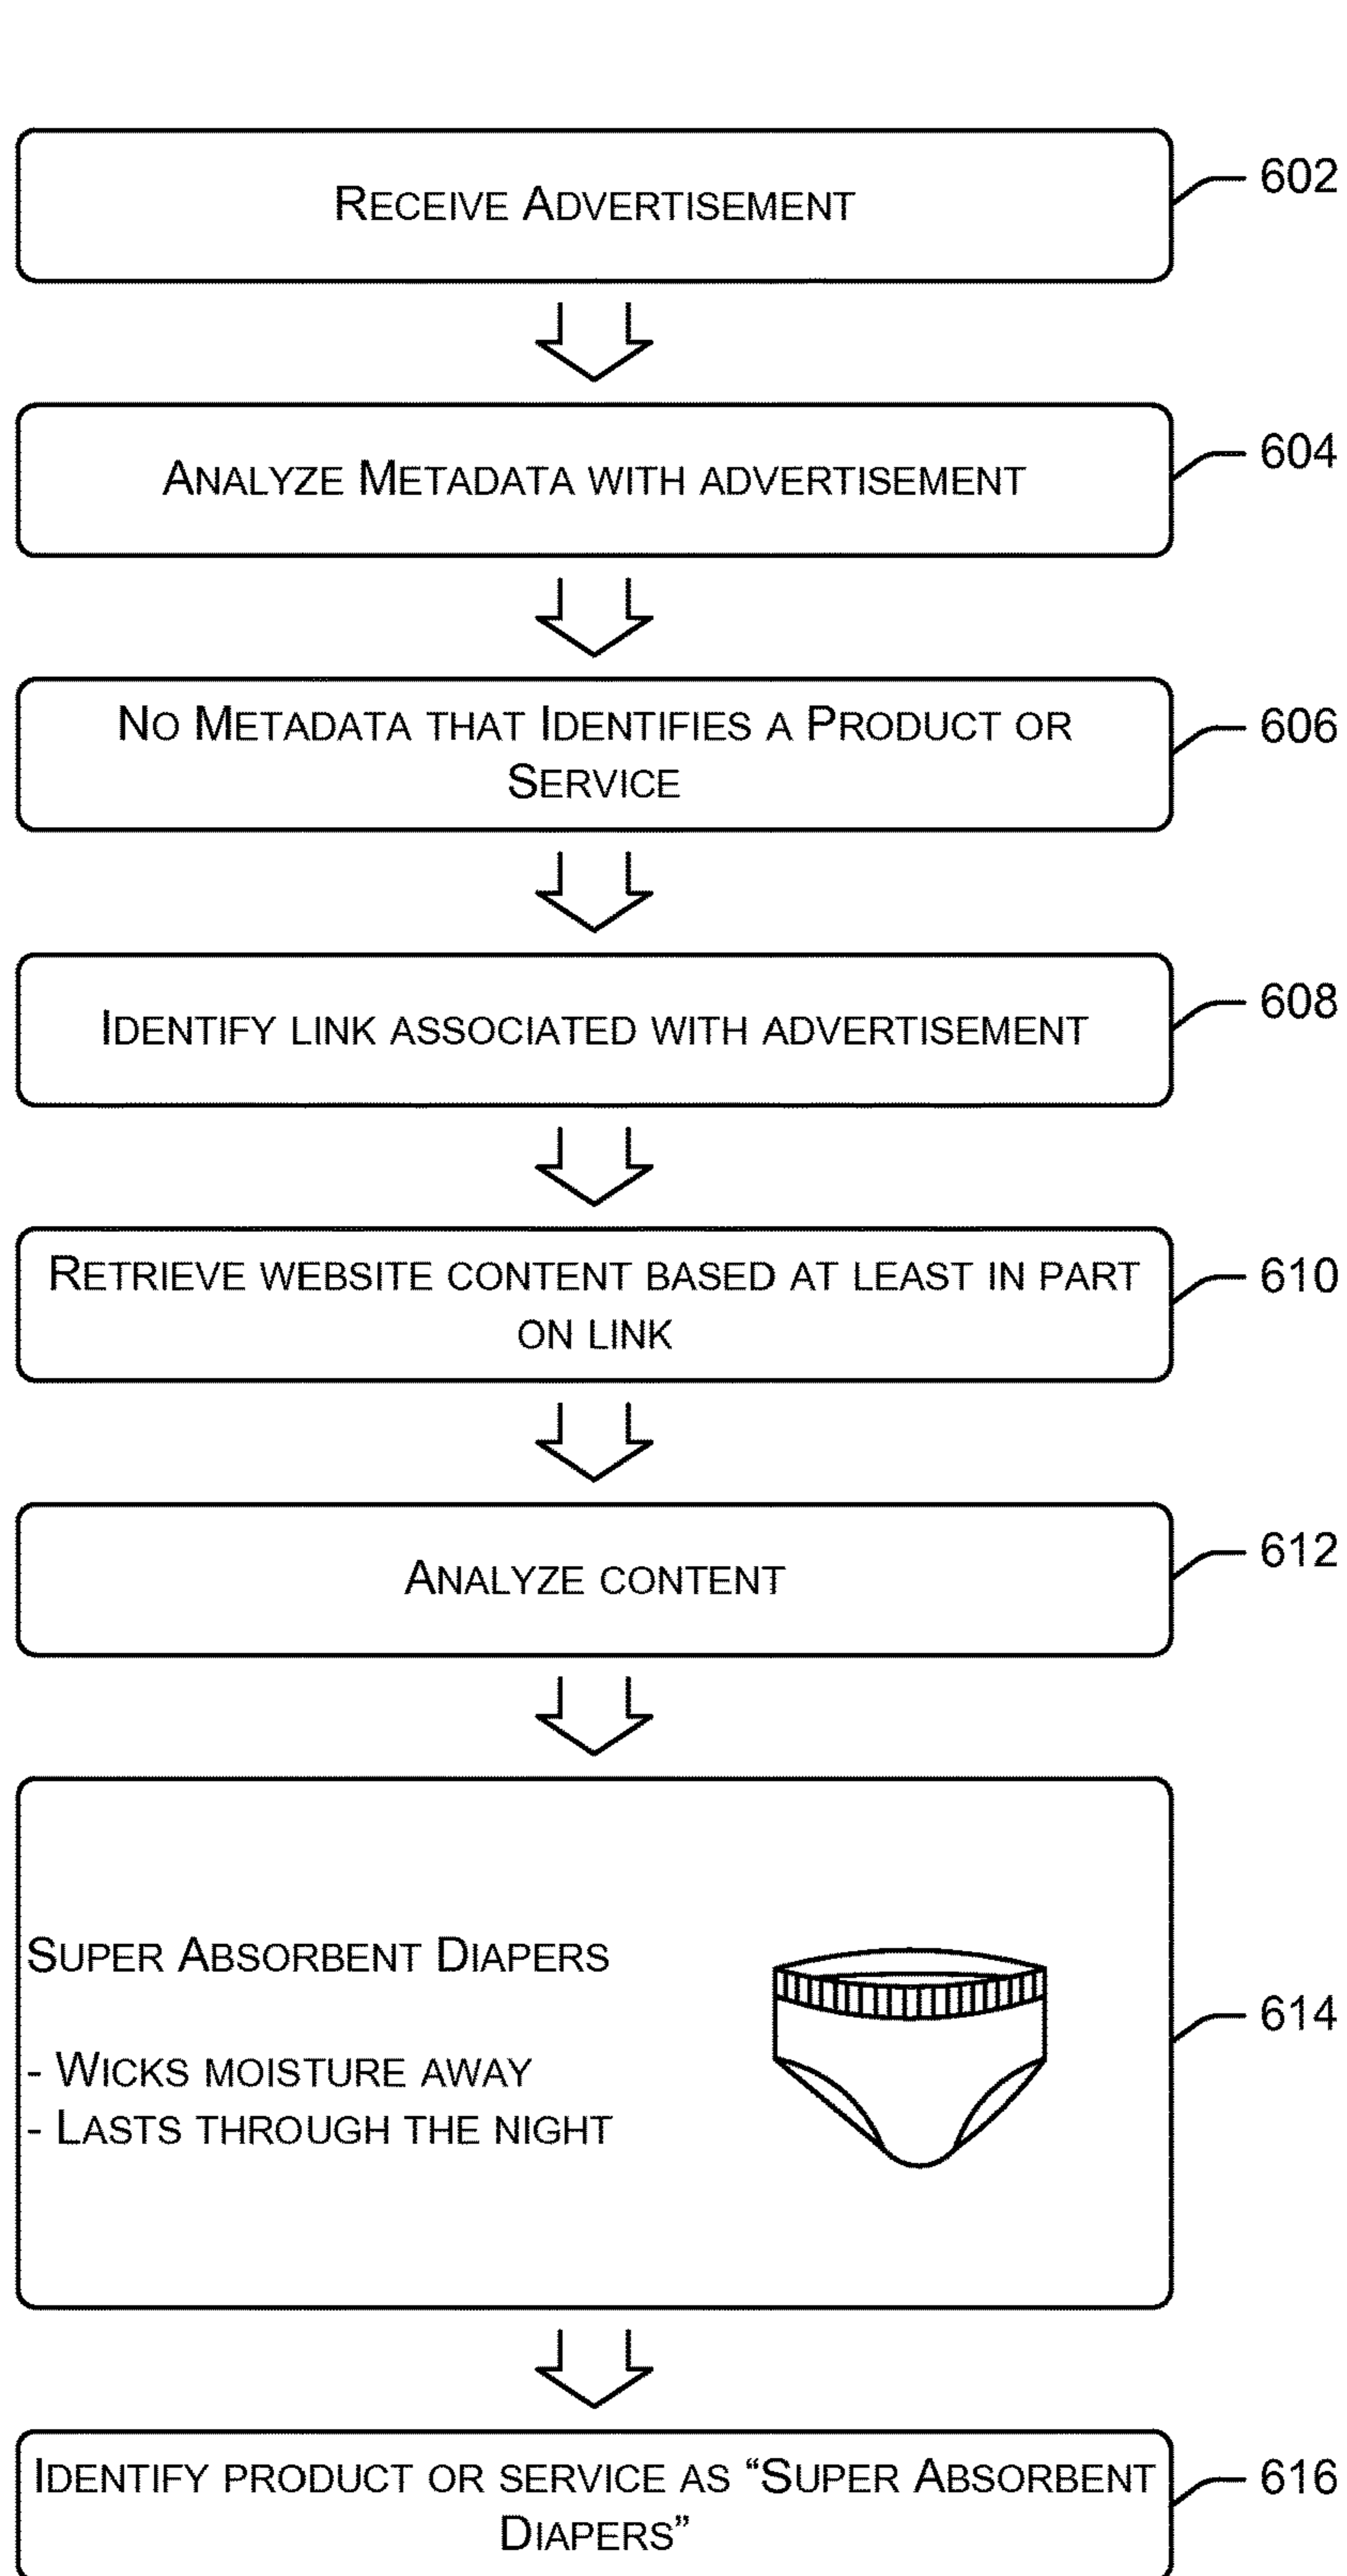 RECEIVE ADVERTISEMENT
602
ANALYZE METADATA WITH ADVERTISEMENT
604
NO METADATA THAT IDENTIFIES A PRODUCT OR
SERVICE
606
IDENTIFY LINK ASSOCIATED WITH ADVERTISEMENT
608
RETRIEVE WEBSITE CONTENT BASED AT LEAST IN PART
ON LINK
610
ANALYZE CONTENT
612
SUPER ABSORBENT DIAPERS
- WICKS MOISTURE AWAY
- LASTS THROUGH THE NIGHT
614
IDENTIFY PRODUCT OR SERVICE AS “SUPER ABSORBENT
DIAPERS”
616